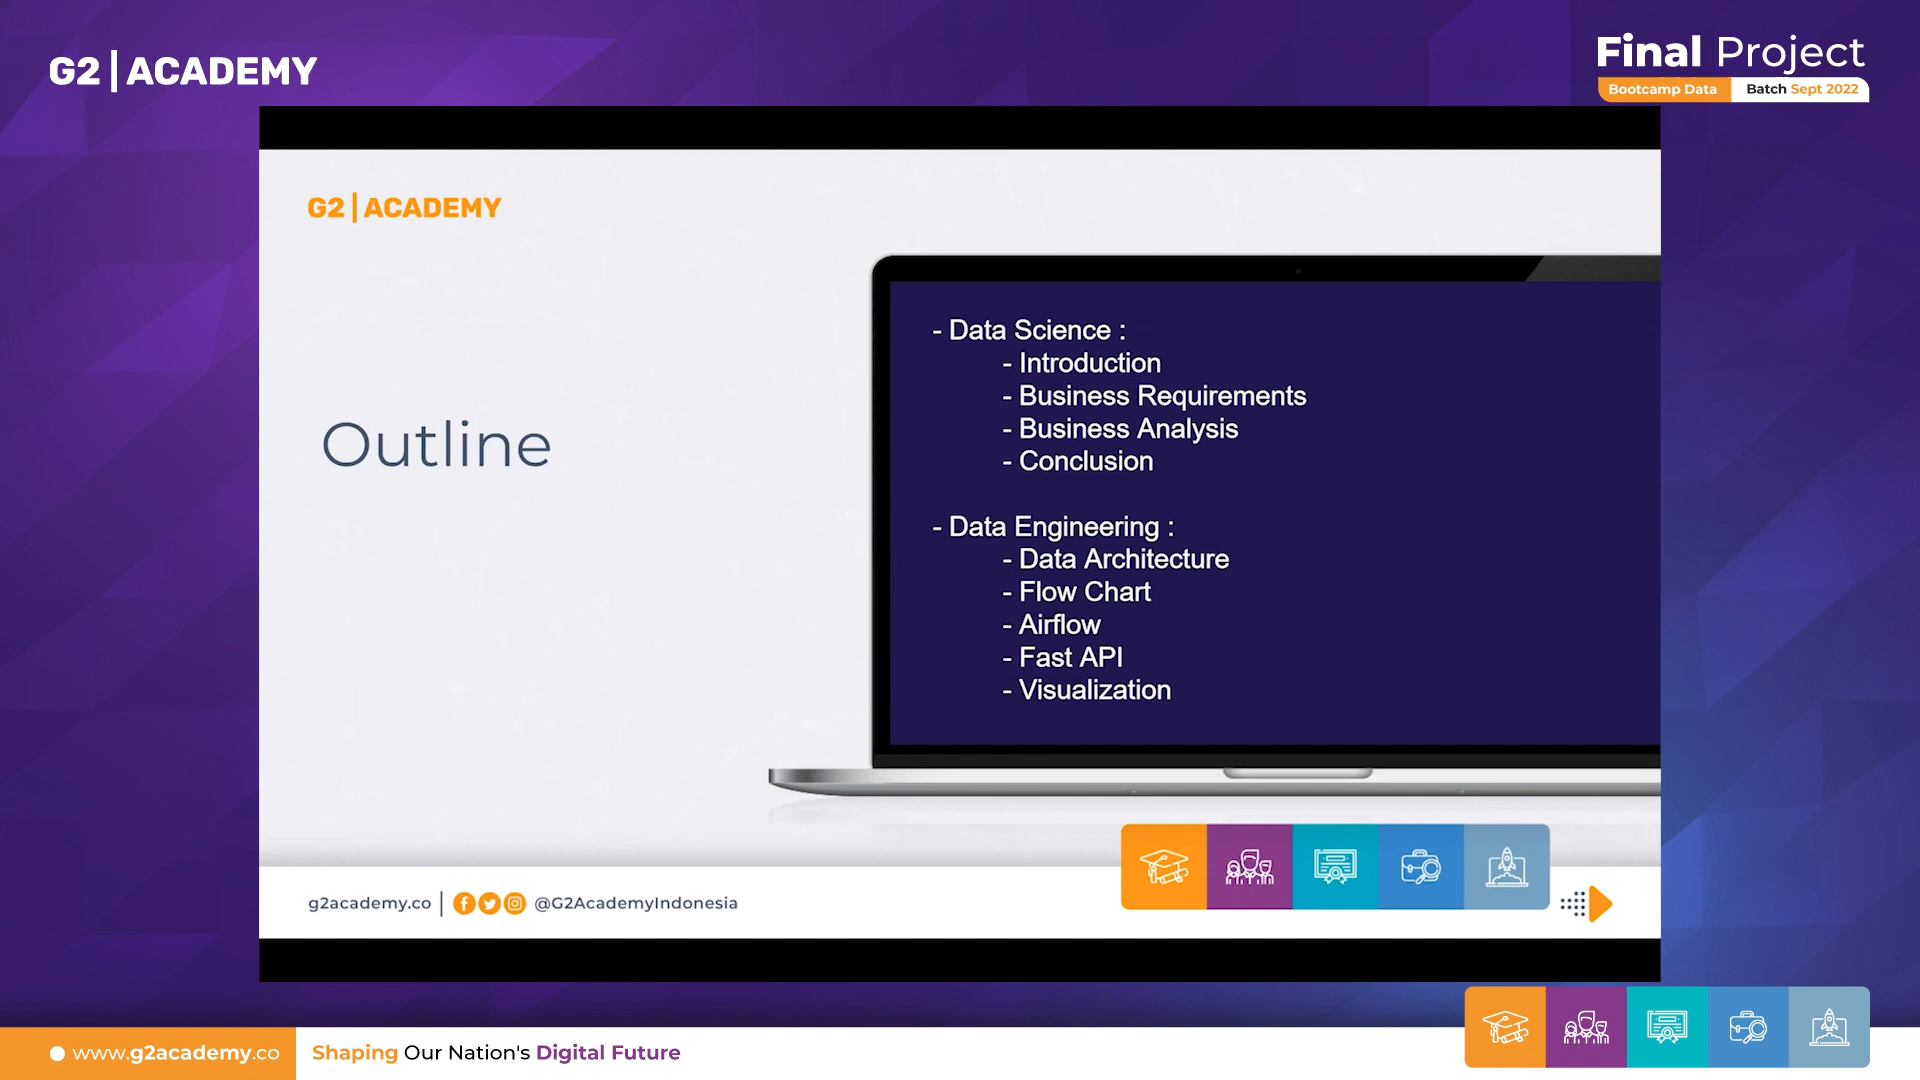 G2 | ACADEMY
Final Project
Bootcamp Data
Batch Sept 2022
G2 | ACADEMY
Outline
- Data Science :
- Introduction
- Business Requirements
- Business Analysis
- Conclusion
- Data Engineering :
- Data Architecture
- Flow Chart
- Airflow
- Fast API
- Visualization
g2academy.co | @G2AcademyIndonesia
www.g2academy.co
Shaping Our Nation's Digital Future